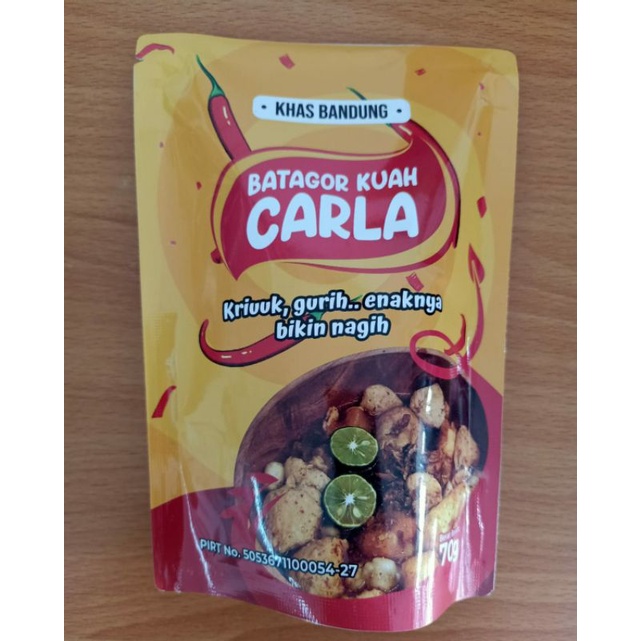 • KHAS BANDUNG •
BATAGOR KUAH
CARLA
Kriuuk, gurih.. enaknya
bikin nagih
PIRT No. 5053671100054-27
70g